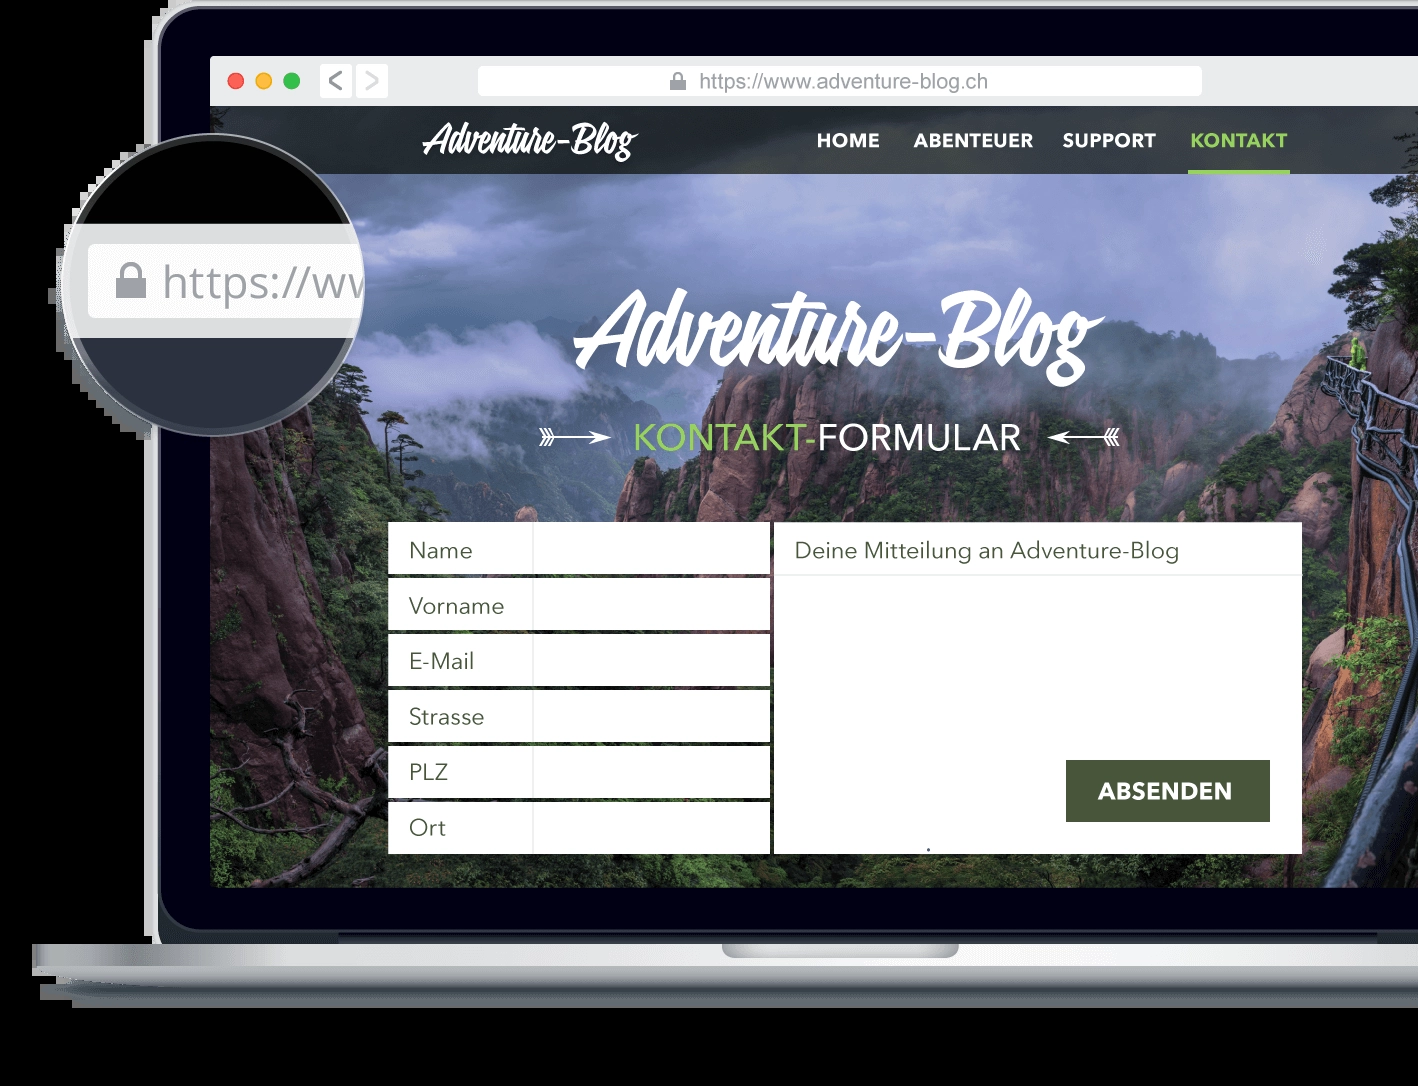 https://www.adventure-blog.ch
Adventure-Blog HOME ABENTEUER SUPPORT KONTAKT
https://ww
Adventure-Blog
KONTAKT-FORMULAR
Name
Vorname
E-Mail
Strasse
PLZ
Ort
Deine Mitteilung an Adventure-Blog
ABSENDEN